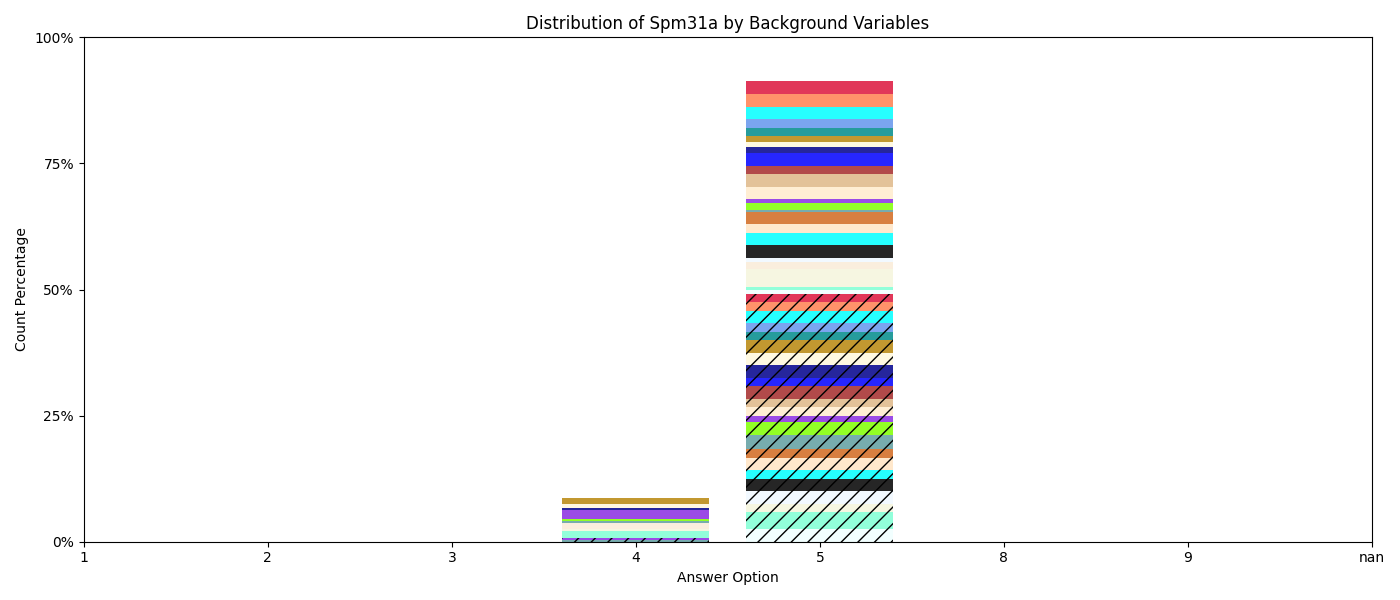 Distribution of Spm31a by Background Variables
100%
75%
50%
25%
0%
Count Percentage
1 2 3 4 5 8 9 nan
Answer Option